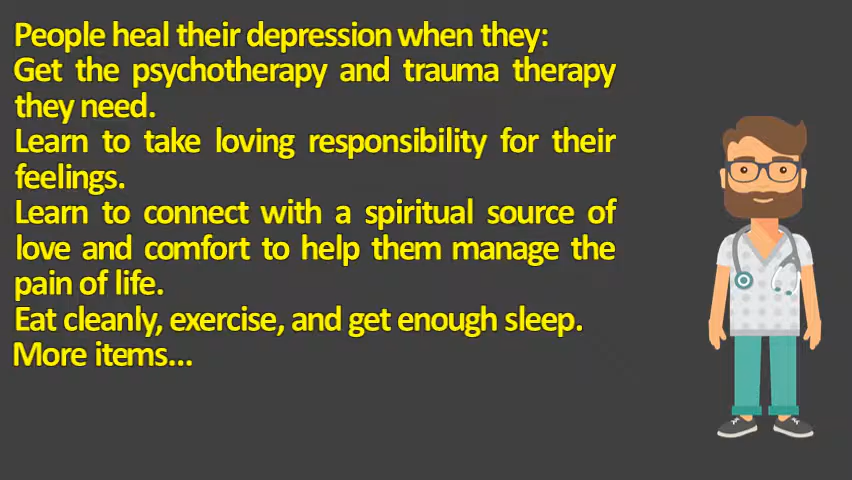 People heal their depression when they:
Get the psychotherapy and trauma therapy
they need.
Learn to take loving responsibility for their
feelings.
Learn to connect with a spiritual source of
love and comfort to help them manage the
pain of life.
Eat cleanly, exercise, and get enough sleep.
More items...